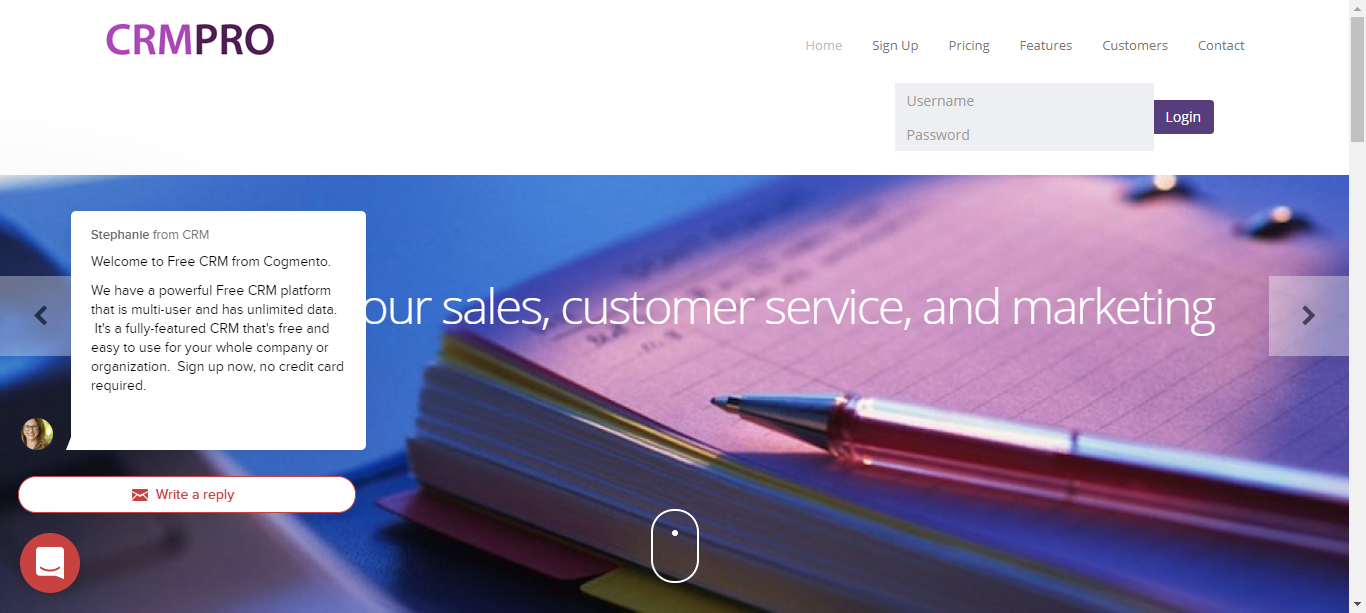 CRMPRO
Home Sign Up Pricing Features Customers Contact
Username
Password
Login
Stephanie from CRM
Welcome to Free CRM from Cogmento.
We have a powerful Free CRM platform
that is multi-user and has unlimited data.
It's a fully-featured CRM that's free and
easy to use for your whole company or
organization. Sign up now, no credit card
required.
our sales, customer service, and marketing
Write a reply